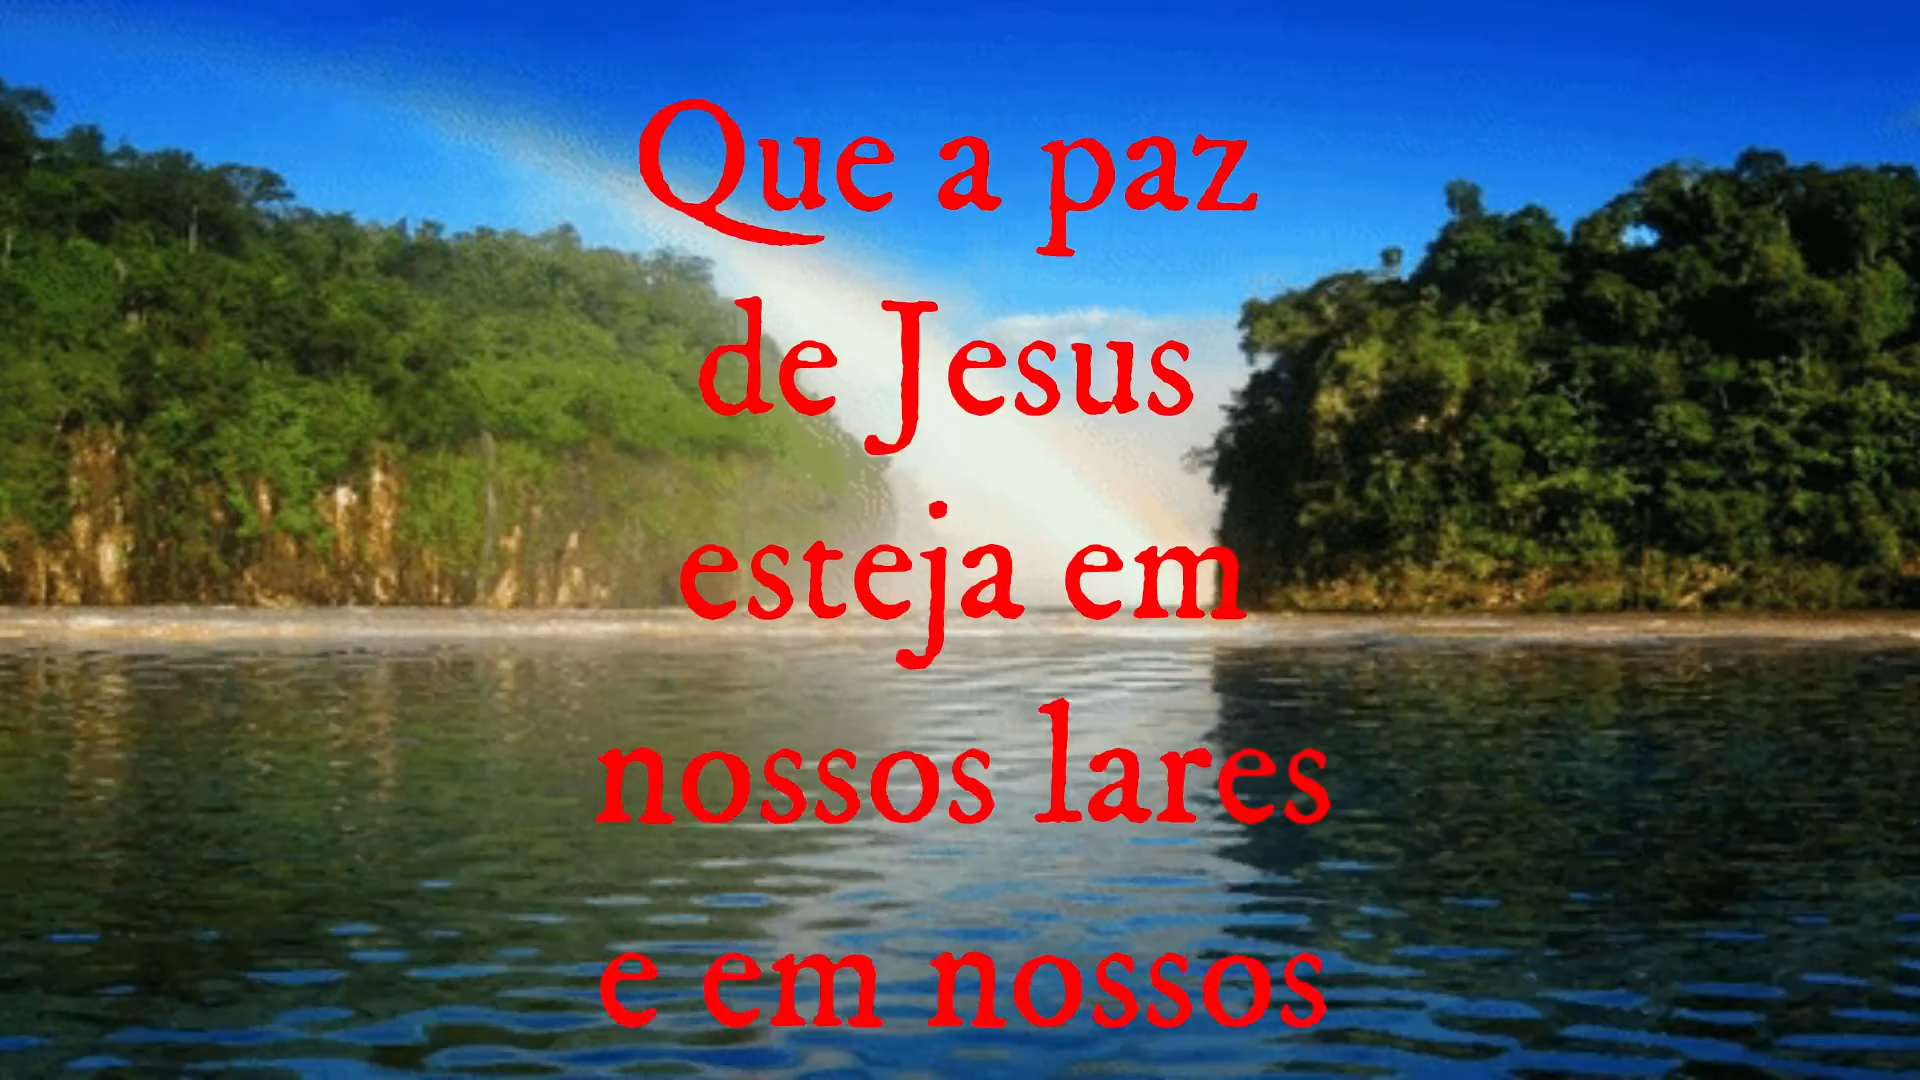 Que a paz
de Jesus
esteja em
nossos lares
e em nossos